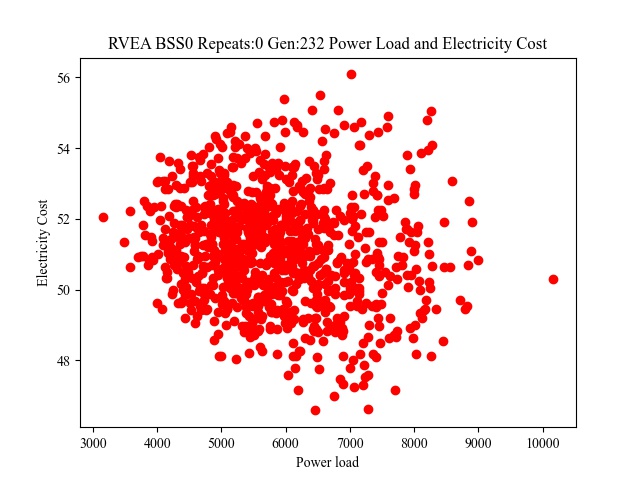 RVEA BSS0 Repeats:0 Gen:232 Power Load and Electricity Cost
Electricity Cost
56
54
52
50
48
3000 4000 5000 6000 7000 8000 9000 10000
Power load